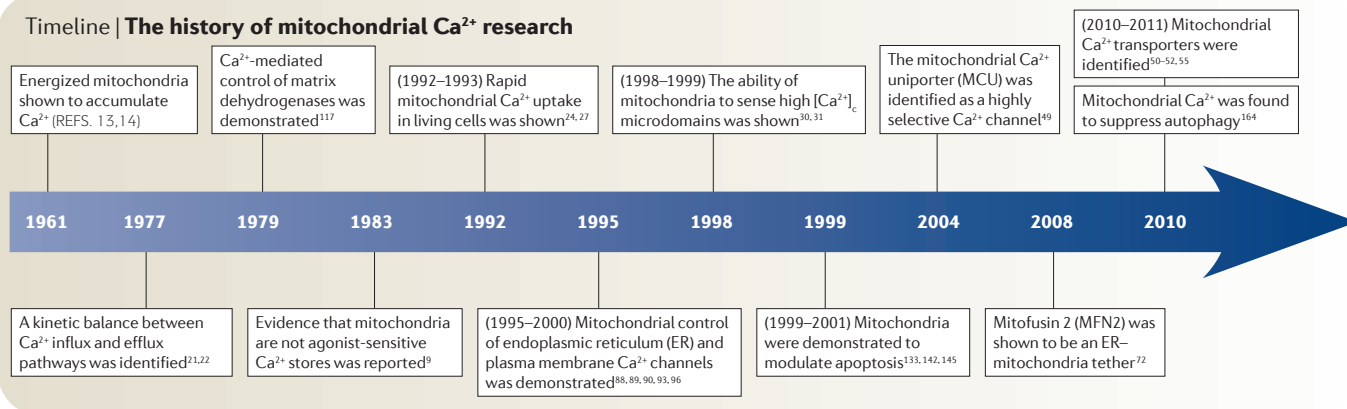 Timeline | The history of mitochondrial Ca²⁺ research
Energized mitochondria
shown to accumulate
Ca²⁺ (REFS. 13,14)
Ca²⁺-mediated
control of matrix
dehydrogenases was
demonstrated¹¹⁷
(1992–1993) Rapid
mitochondrial Ca²⁺ uptake
in living cells was shown²⁴,²⁷
(1998–1999) The ability of
mitochondria to sense high [Ca²⁺]c
microdomains was shown³⁰,³¹
The mitochondrial Ca²⁺
uniporter (MCU) was
identified as a highly
selective Ca²⁺ channel⁴⁹
(2010–2011) Mitochondrial
Ca²⁺ transporters were
identified⁵⁰⁻⁵²,⁵⁵
Mitochondrial Ca²⁺ was found
to suppress autophagy¹⁶⁴
1961 1977 1979 1983 1992 1995 1998 1999 2004 2008 2010
A kinetic balance between
Ca²⁺ influx and efflux
pathways was identified²¹,²²
Evidence that mitochondria
are not agonist-sensitive
Ca²⁺ stores was reported⁹
(1995–2000) Mitochondrial control
of endoplasmic reticulum (ER) and
plasma membrane Ca²⁺ channels
was demonstrated⁸⁸,⁸⁹,⁹⁰,⁹³,⁹⁶
(1999–2001) Mitochondria
were demonstrated to
modulate apoptosis¹³³,¹⁴²,¹⁴⁵
Mitofusin 2 (MFN2) was
shown to be an ER–
mitochondria tether⁷²